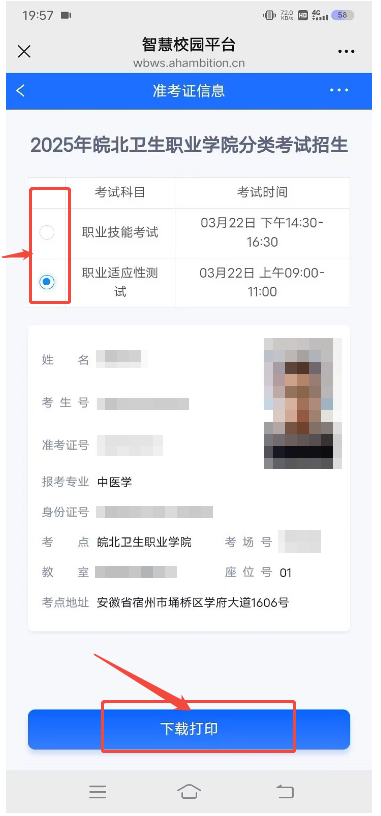 19:57 72.0 KB/s HD 4G 58
智慧校园平台
wbws.ahambition.cn
准考证信息
2025年皖北卫生职业学院分类考试招生
考试科目 考试时间
职业技能考试 03月22日 下午14:30-
16:30
职业适应性测 03月22日 上午09:00-
试 11:00
姓 名
考 生 号
准考证号
报考专业 中医学
身份证号
考 点 皖北卫生职业学院 考 场 号
教 室 座 位 号 01
考点地址 安徽省宿州市埇桥区学府大道1606号
下载打印